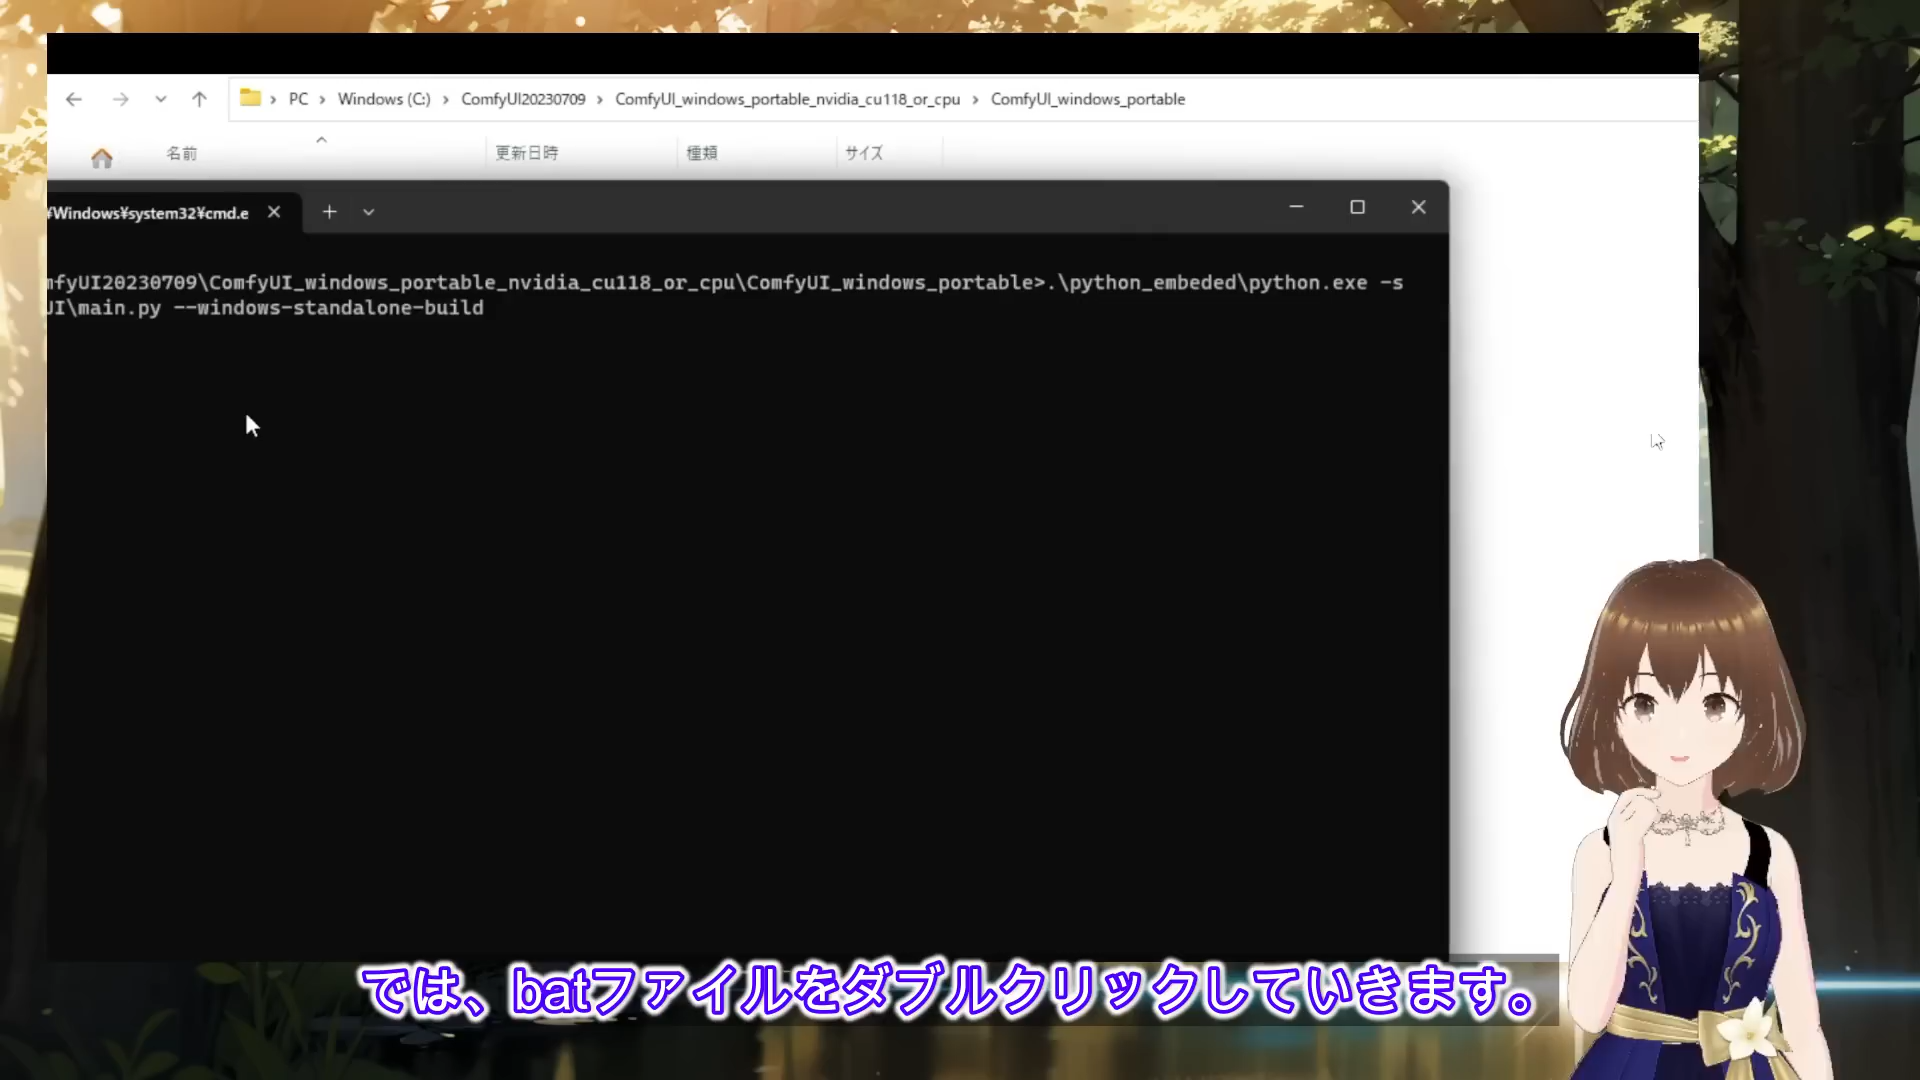 PC > Windows (C:) > ComfyUI20230709 > ComfyUI_windows_portable_nvidia_cu118_or_cpu > ComfyUI_windows_portable
名前 更新日時 種類 サイズ
¥Windows¥system32¥cmd.e
mfyUI20230709\ComfyUI_windows_portable_nvidia_cu118_or_cpu\ComfyUI_windows_portable>.\python_embeded\python.exe -s
UI\main.py --windows-standalone-build
では、batファイルをダブルクリックしていきます。